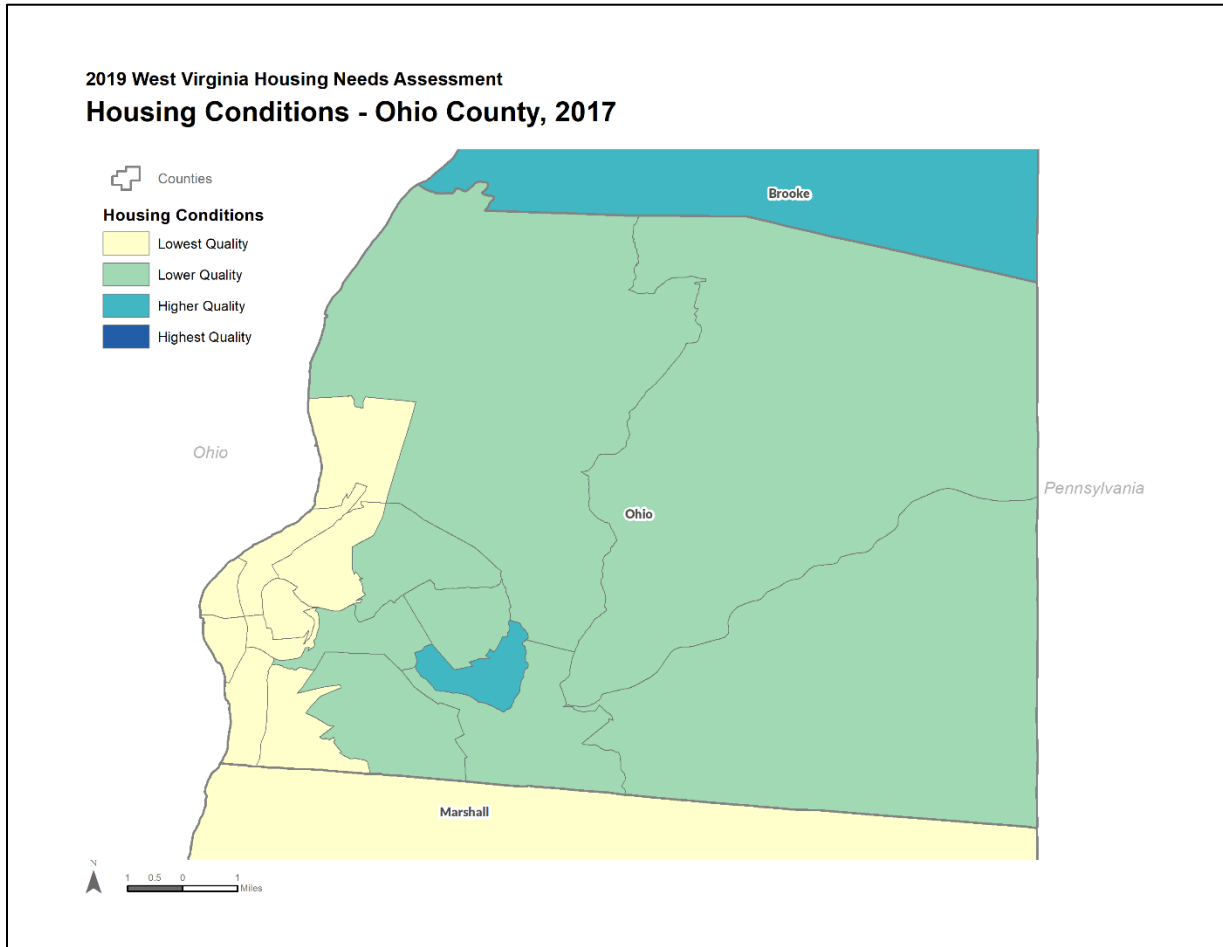 2019 West Virginia Housing Needs Assessment
Housing Conditions - Ohio County, 2017
Counties
Housing Conditions
Lowest Quality
Lower Quality
Higher Quality
Highest Quality
Brooke
Ohio
Pennsylvania
Ohio
Marshall
N
1 0.5 0 1
Miles